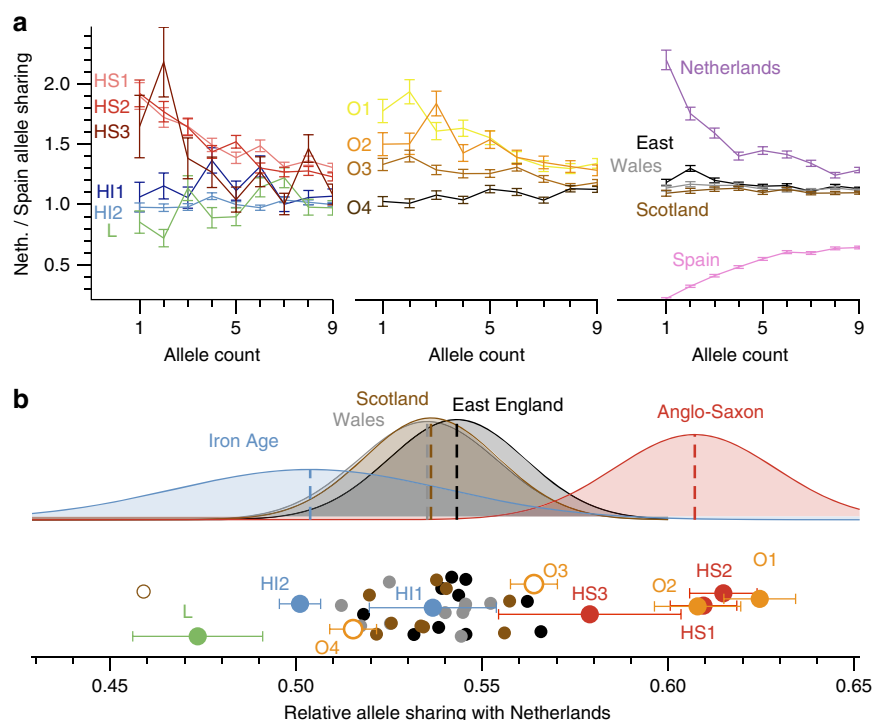 a
Neth. / Spain allele sharing
2.0
1.5
1.0
0.5
HS1
HS2
HS3
HI1
HI2
L
1
5
9
Allele count
O1
O2
O3
O4
1
5
9
Allele count
Netherlands
East
Wales
Scotland
Spain
1
5
9
Allele count
b
Scotland
Wales
East England
Iron Age
Anglo-Saxon
HI2
HI1
O3
HS3
O2
HS2
O1
L
O4
HS1
0.45
0.50
0.55
0.60
0.65
Relative allele sharing with Netherlands